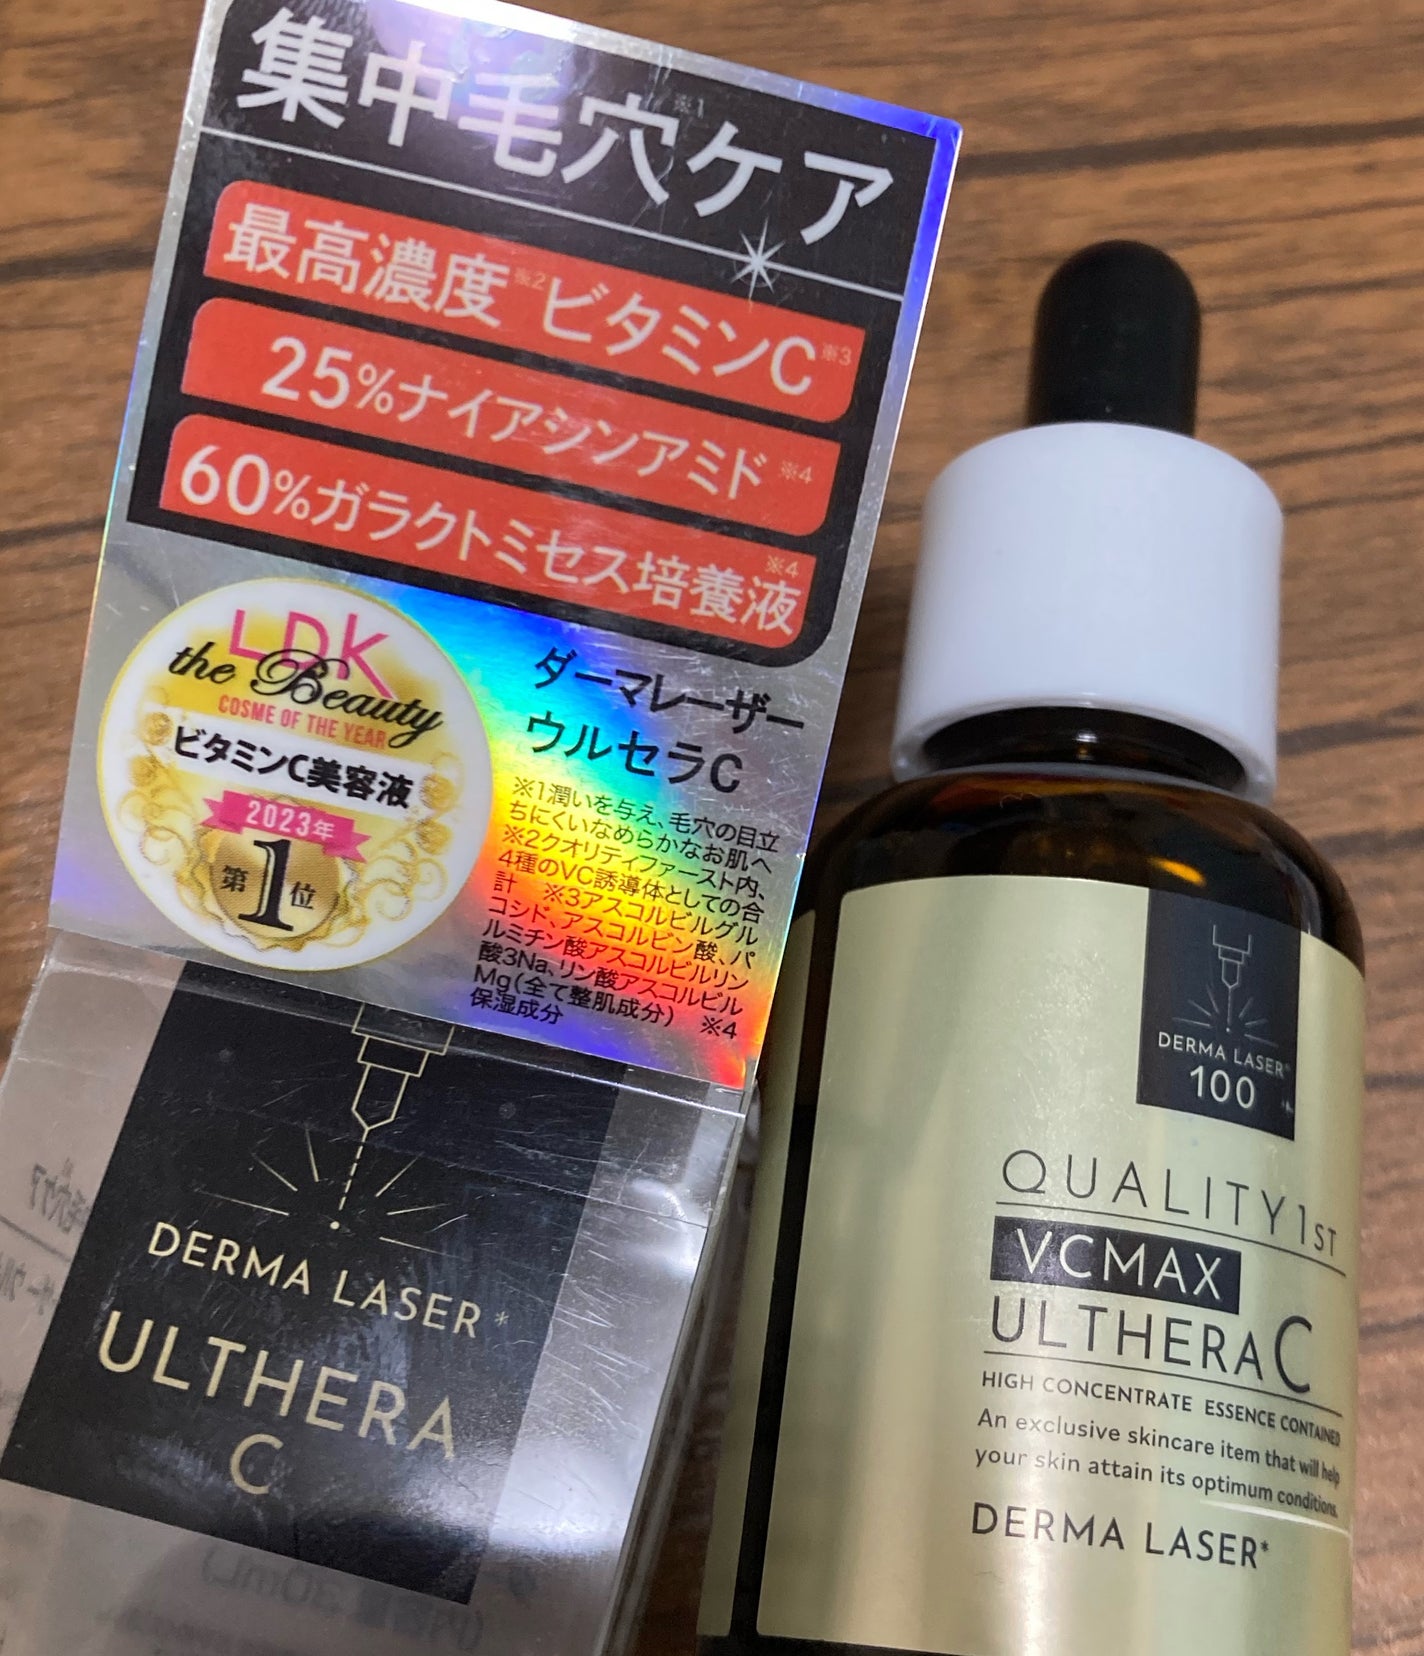 集中毛穴ケア※1
最高濃度※2ビタミンC※3
25%ナイアシンアミド※4
60%ガラクトミセス培養液※4
LDK
the Beauty
COSME OF THE YEAR
ビタミンC美容液
2023年
第1位
ダーマレーザー
ウルセラC
※1潤いを与え、毛穴の目立
ちにくいなめらかなお肌へ
※2クオリティファースト内、
4種のVC誘導体としての合
計 ※3アスコルビルグル
コシド、アスコルビン酸、パ
ルミチン酸アスコルビルリン
酸3Na、リン酸アスコルビル
Mg(全て整肌成分) ※4
保湿成分
DERMA LASER*
ULTHERA
C
DERMA LASER*
100
QUALITY 1ST
VCMAX
ULTHERA C
HIGH CONCENTRATE ESSENCE CONTAINED
An exclusive skincare item that will help
your skin attain its optimum conditions.
DERMA LASER*